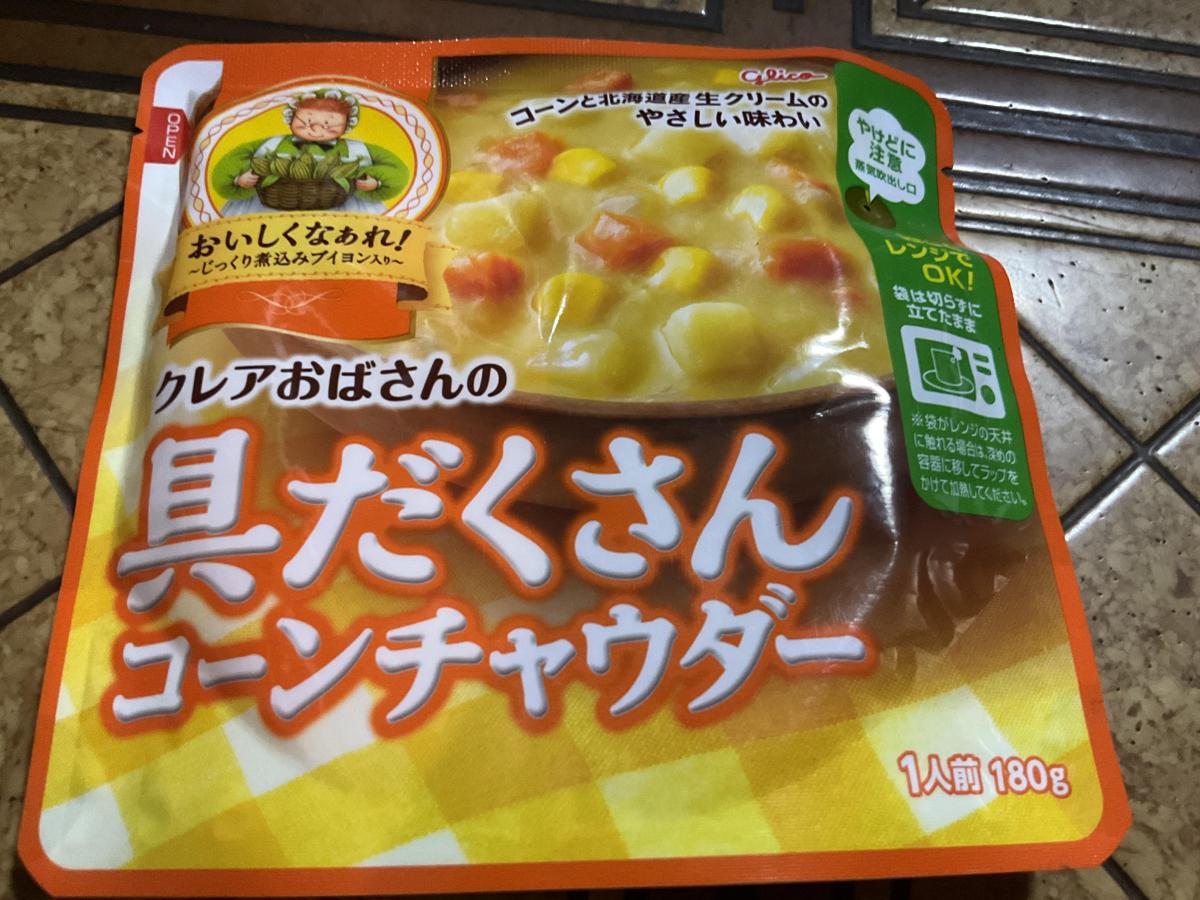 OPEN
Glico
コーンと北海道産生クリームの
やさしい味わい
やけどに
注意
蒸気吹出し口
おいしくなぁれ!
～じっくり煮込みブイヨン入り～
レンジで
OK!
袋は切らずに
立てたまま
※袋がレンジの天井
に触れる場合は、深めの
容器に移してラップを
かけて加熱してください。
クレアおばさんの
具だくさん
コーンチャウダー
1人前 180g